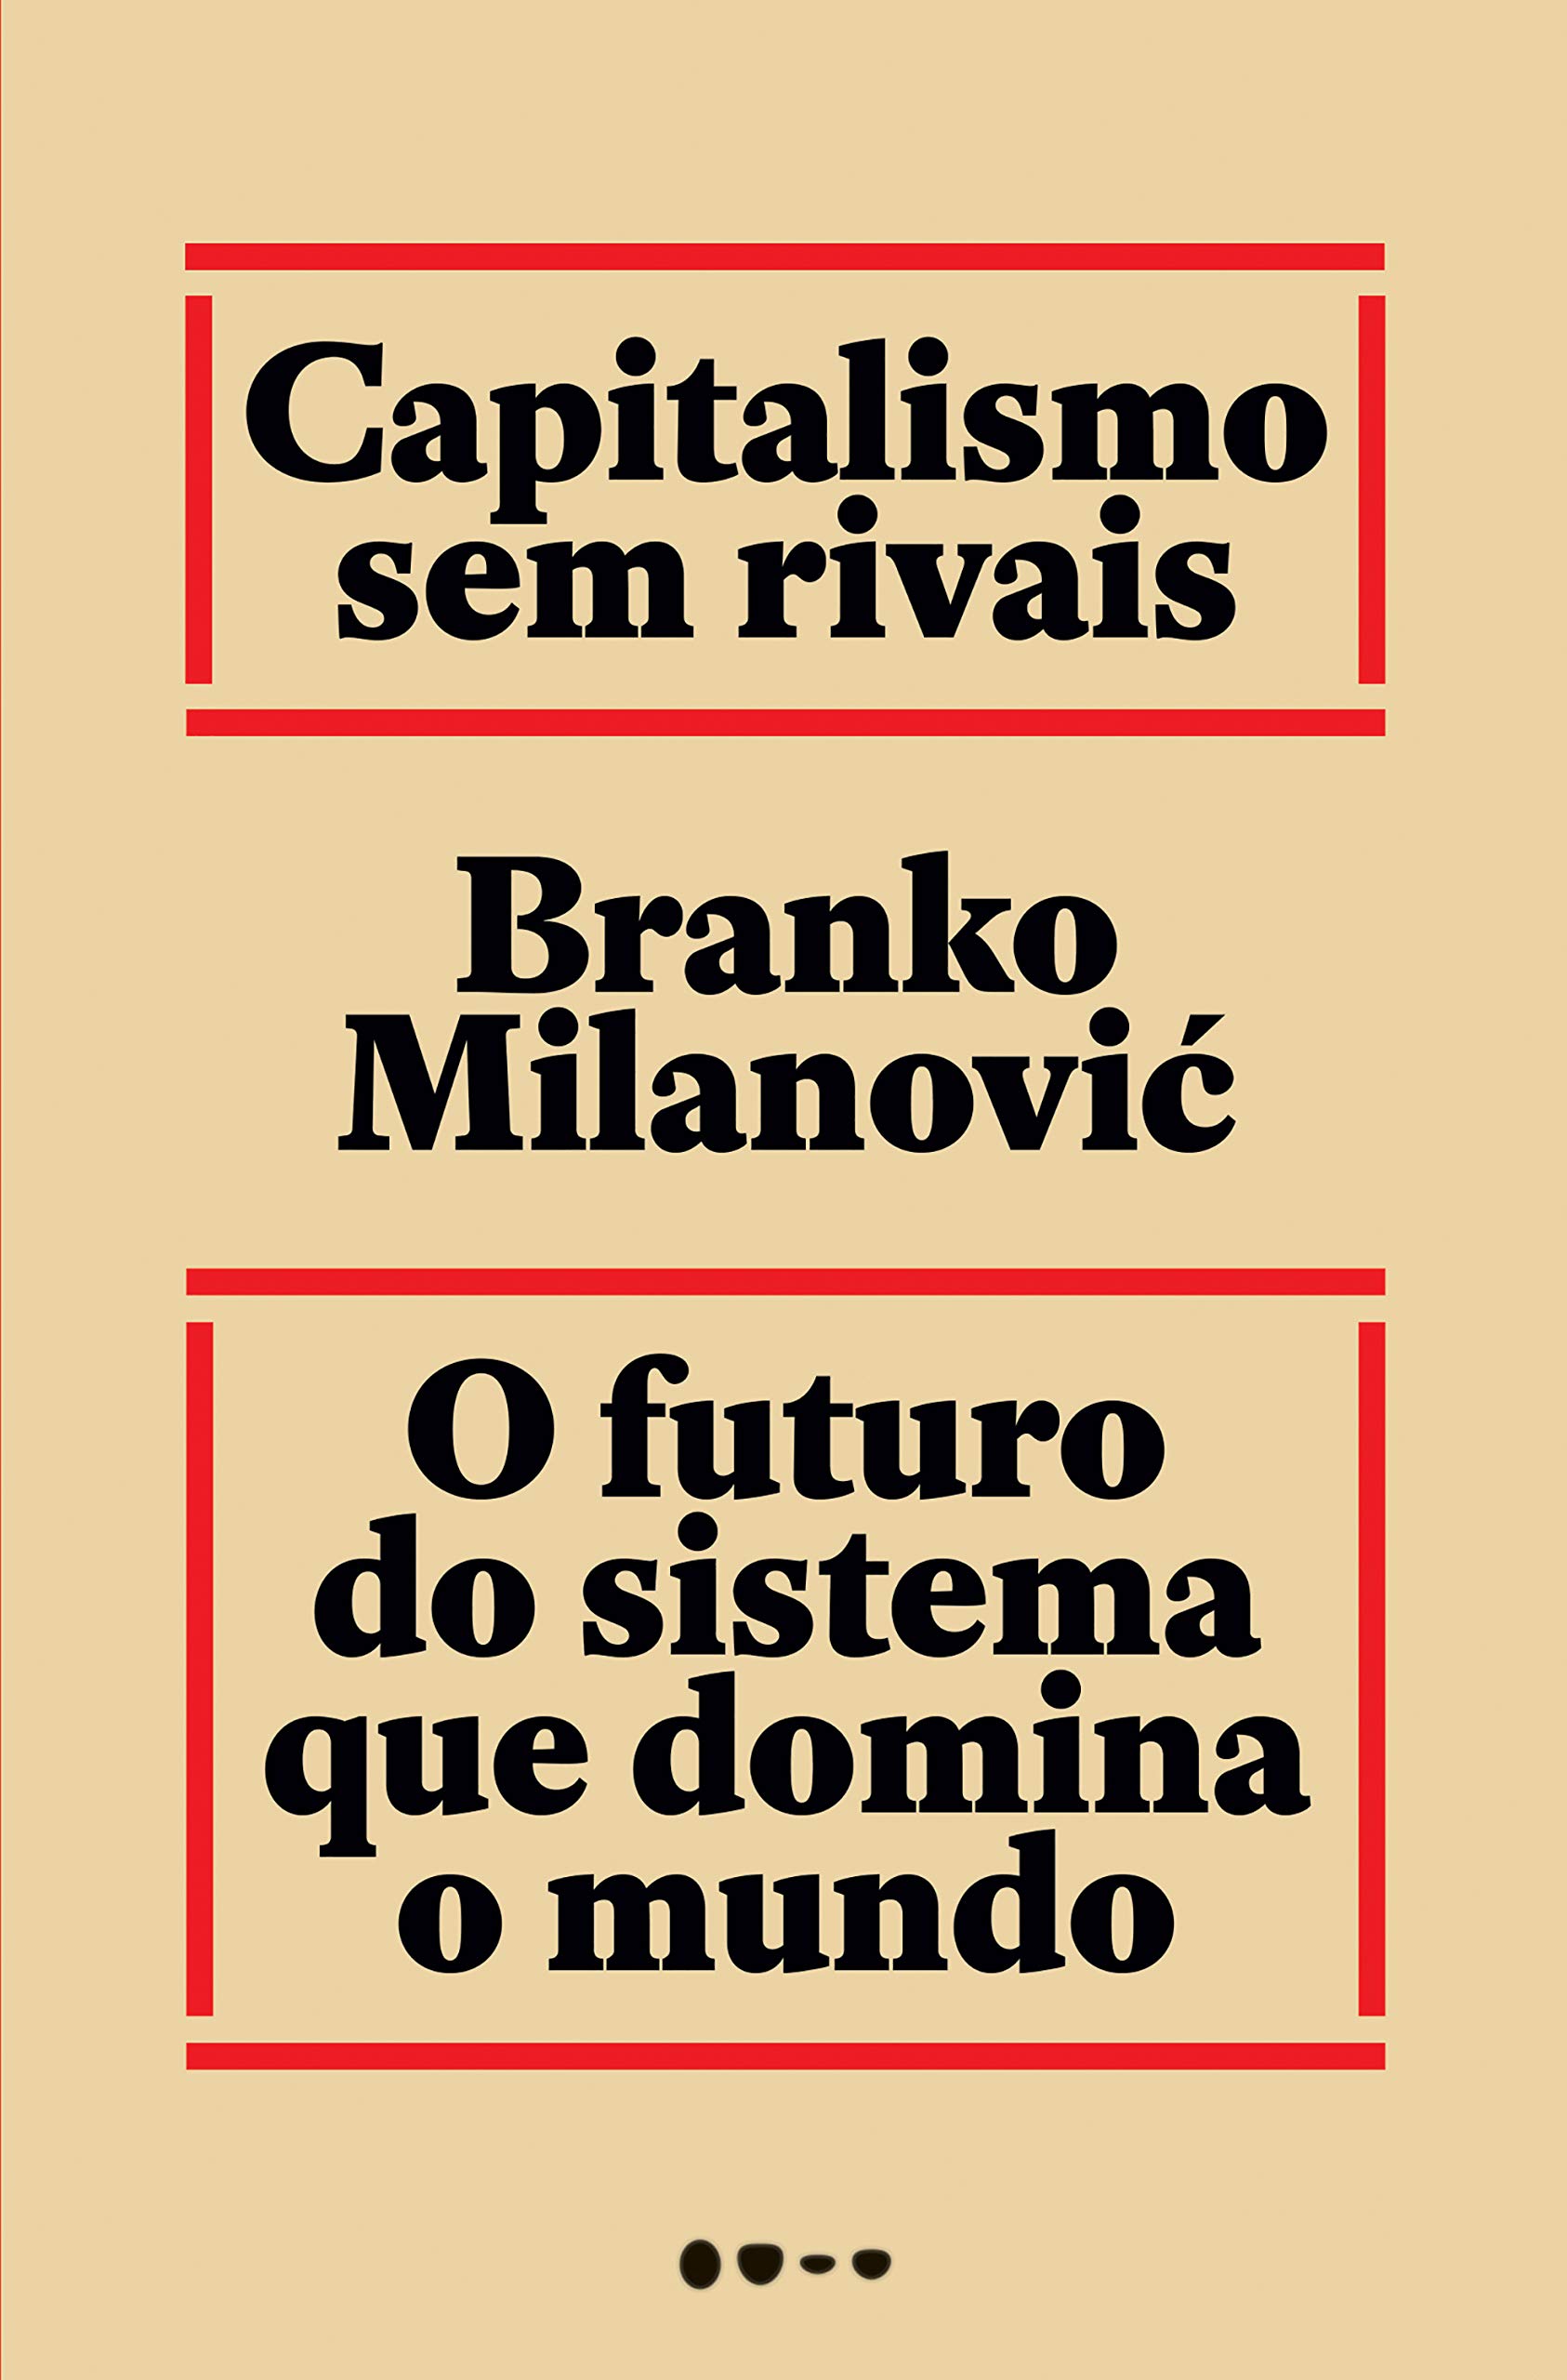 Capitalismo
sem rivais
Branko
Milanović
O futuro
do sistema
que domina
o mundo